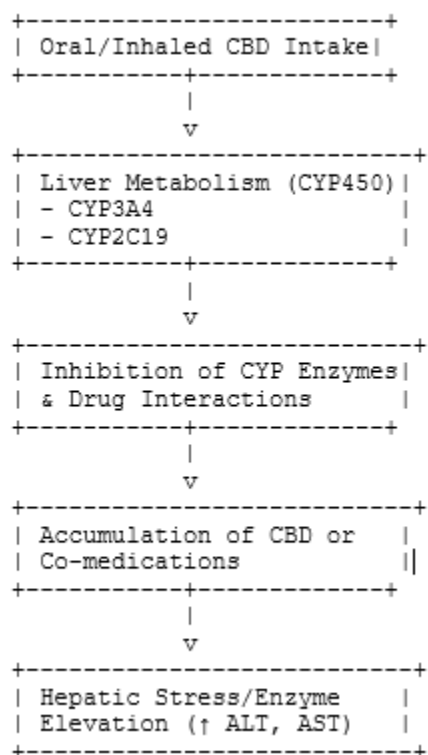 +--------------------------+
| Oral/Inhaled CBD Intake|
+-----------+--------------+
|
v
+----------------------------+
| Liver Metabolism (CYP450)|
| - CYP3A4 |
| - CYP2C19 |
+-----------+--------------+
|
v
+----------------------------+
| Inhibition of CYP Enzymes|
| & Drug Interactions |
+-----------+--------------+
|
v
+----------------------------+
| Accumulation of CBD or |
| Co-medications |
+-----------+--------------+
|
v
+----------------------------+
| Hepatic Stress/Enzyme |
| Elevation (↑ ALT, AST) |
+----------------------------+